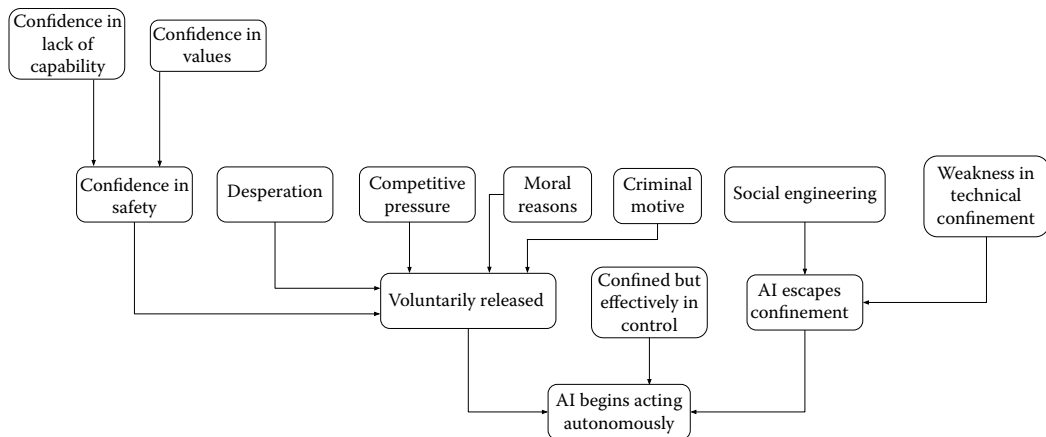 Confidence in
lack of
capability
Confidence in
values
Confidence in
safety
Desperation
Competitive
pressure
Moral
reasons
Criminal
motive
Social engineering
Weakness in
technical
confinement
Voluntarily released
Confined but
effectively in
control
AI escapes
confinement
AI begins acting
autonomously